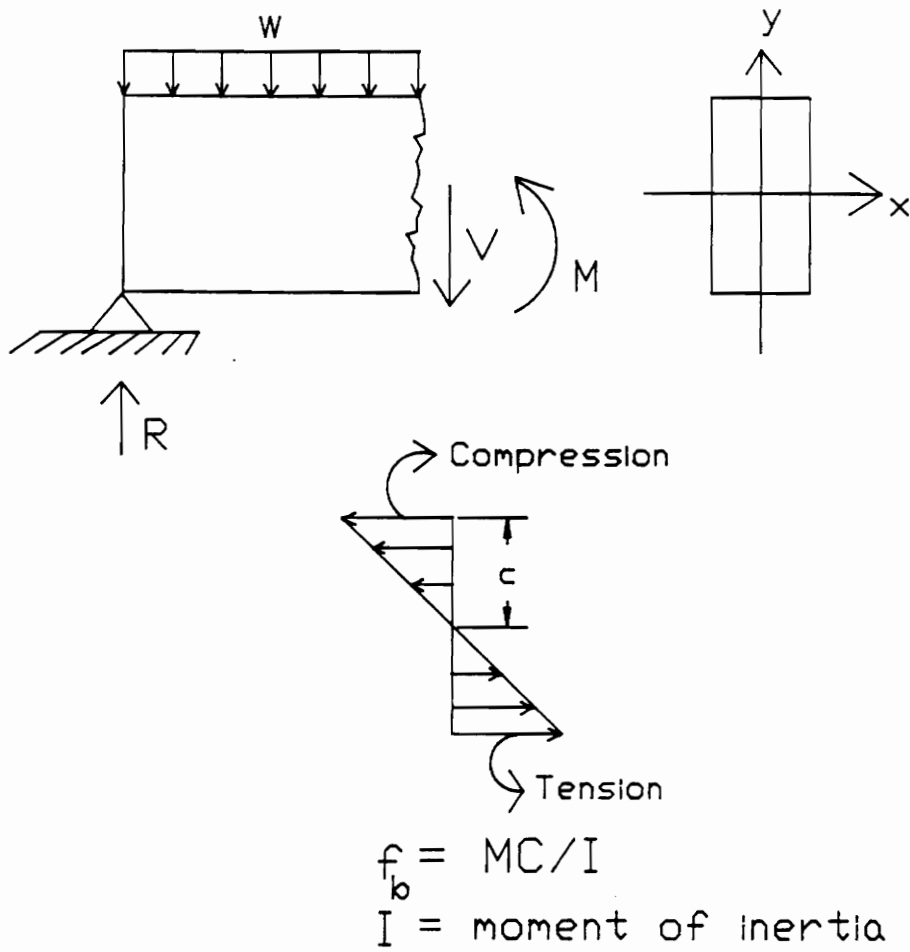 W
y
x
V
M
R
Compression
c
Tension
f_b = MC/I
I = moment of inertia